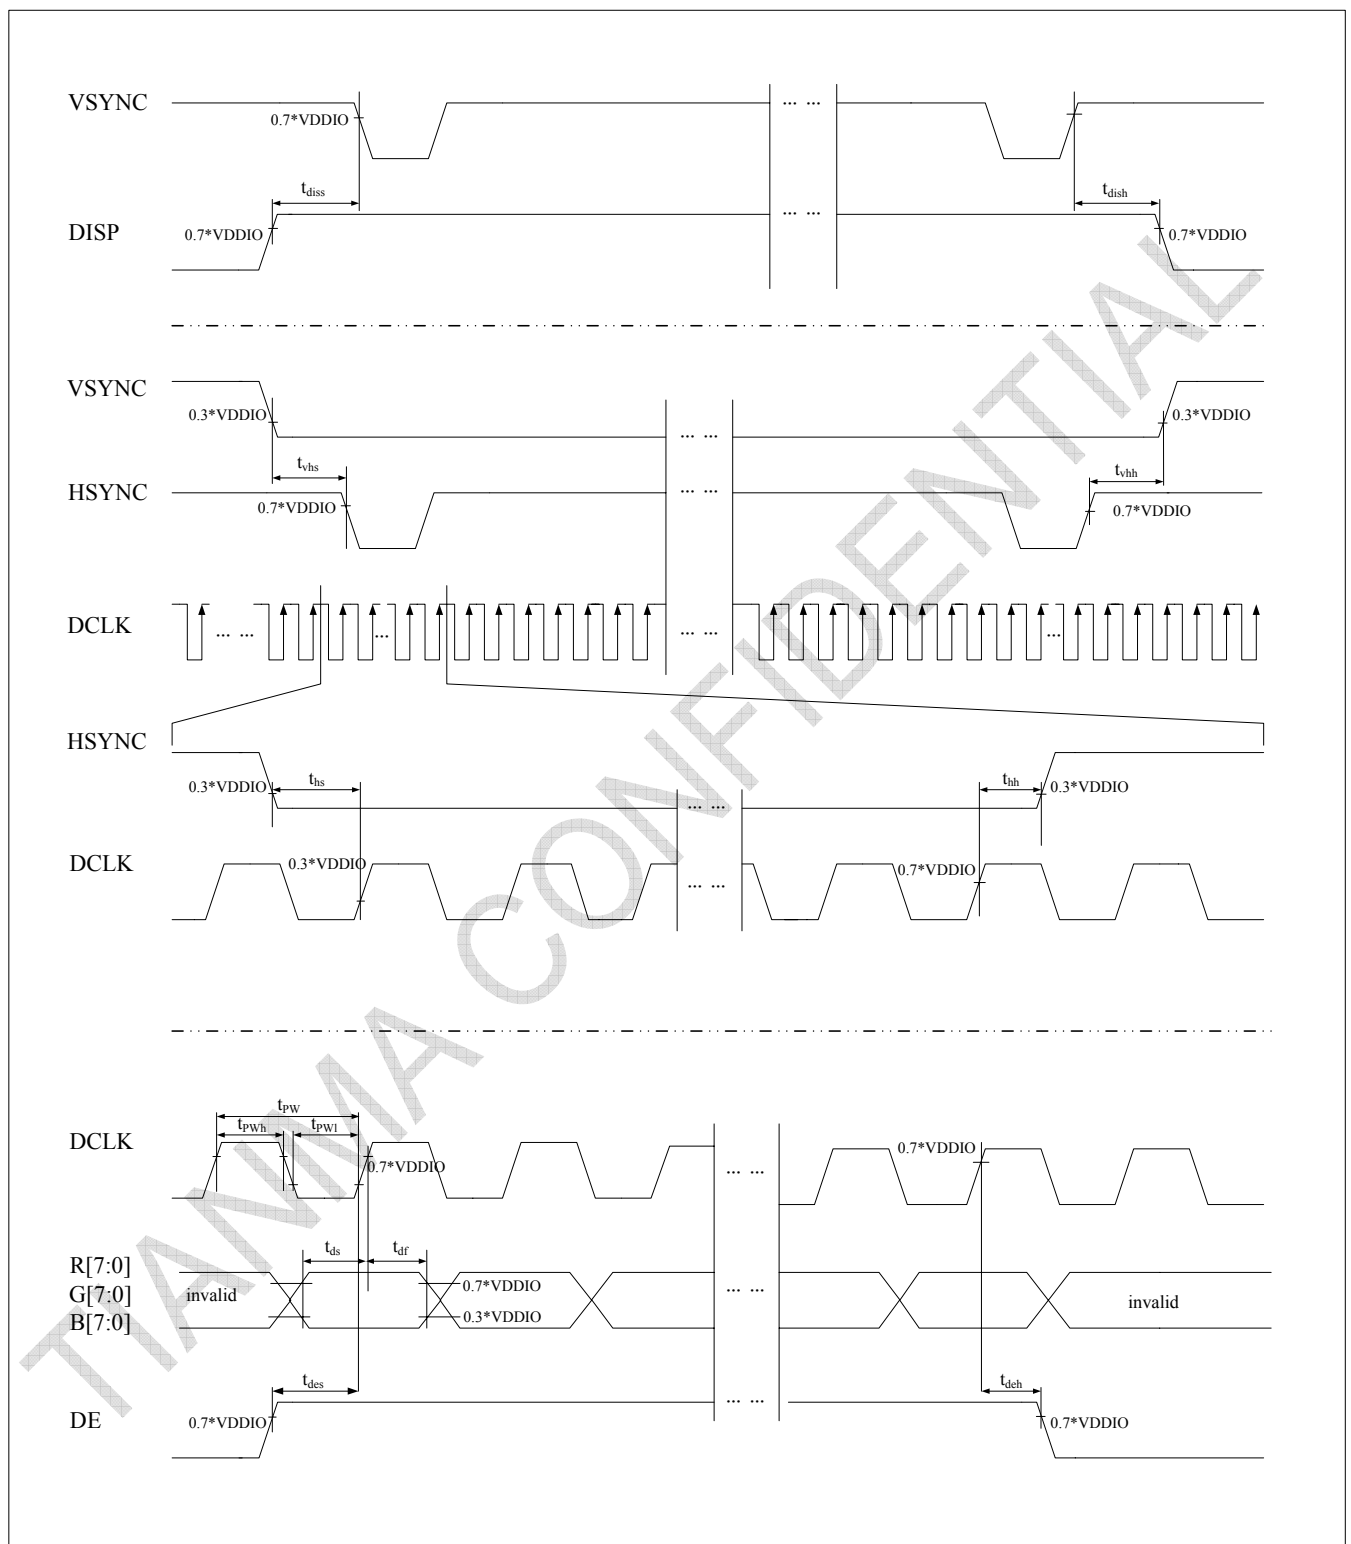 VSYNC
... ...
0.7*VDDIO
tdiss
tdish
... ...
DISP
0.7*VDDIO
0.7*VDDIO
VSYNC
0.3*VDDIO
0.3*VDDIO
... ...
tvhs
tvhh
HSYNC
... ...
0.7*VDDIO
0.7*VDDIO
DCLK
... ...
...
... ...
...
HSYNC
0.3*VDDIO
ths
thh
0.3*VDDIO
... ...
DCLK
0.3*VDDIO
0.7*VDDIO
... ...
tPW
tPWh
tPWl
DCLK
0.7*VDDIO
0.7*VDDIO
... ...
tds
tdf
R[7:0]
G[7:0]
B[7:0]
invalid
0.7*VDDIO
0.3*VDDIO
... ...
invalid
tdes
tdeh
DE
0.7*VDDIO
... ...
0.7*VDDIO
TIANMA CONFIDENTIAL